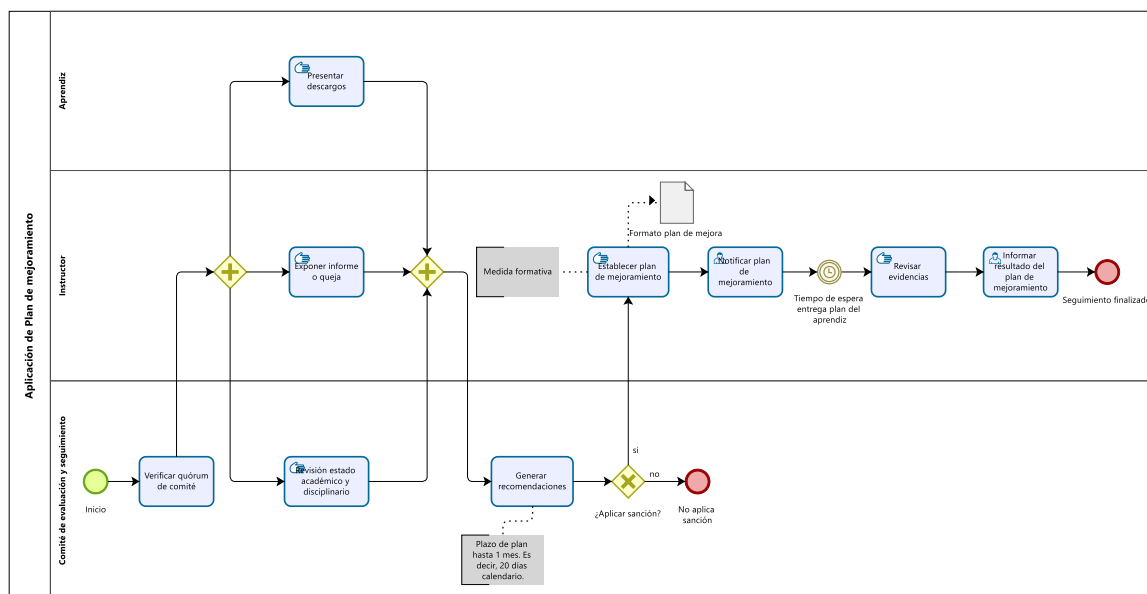 Aplicación de Plan de mejoramiento
Aprendiz
Presentar
descargos
Instructor
Exponer informe
o queja
Medida formativa
Formato plan de mejora
Establecer plan
de mejoramiento
Notificar plan
de
mejoramiento
Tiempo de espera
entrega plan del
aprendiz
Revisar
evidencias
Informar
resultado del
plan de
mejoramiento
Seguimiento finalizado
Comité de evaluación y seguimiento
Inicio
Verificar quórum
de comité
Revisión estado
académico y
disciplinario
Generar
recomendaciones
Plazo de plan
hasta 1 mes. Es
decir, 20 días
calendario.
¿Aplicar sanción?
si
no
No aplica
sanción